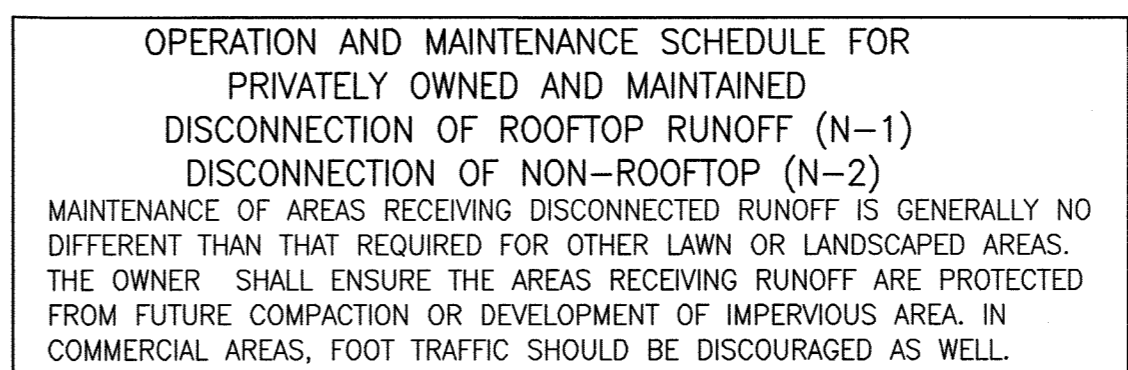 OPERATION AND MAINTENANCE SCHEDULE FOR
PRIVATELY OWNED AND MAINTAINED
DISCONNECTION OF ROOFTOP RUNOFF (N-1)
DISCONNECTION OF NON-ROOFTOP (N-2)
MAINTENANCE OF AREAS RECEIVING DISCONNECTED RUNOFF IS GENERALLY NO
DIFFERENT THAN THAT REQUIRED FOR OTHER LAWN OR LANDSCAPED AREAS.
THE OWNER SHALL ENSURE THE AREAS RECEIVING RUNOFF ARE PROTECTED
FROM FUTURE COMPACTION OR DEVELOPMENT OF IMPERVIOUS AREA. IN
COMMERCIAL AREAS, FOOT TRAFFIC SHOULD BE DISCOURAGED AS WELL.